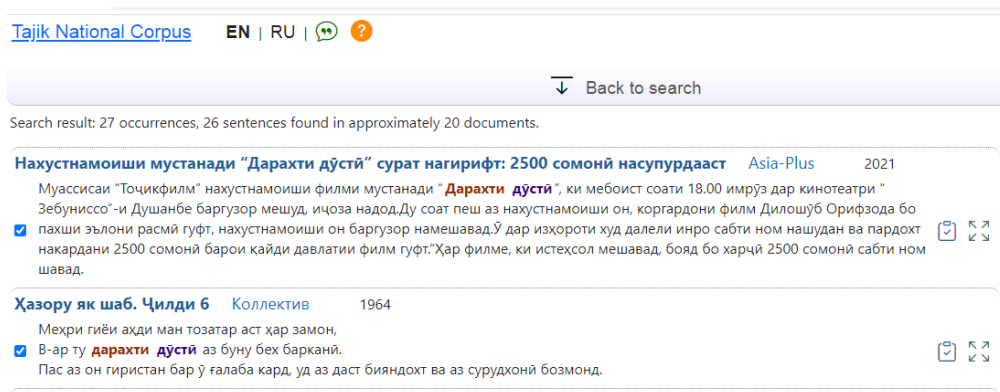 Tajik National Corpus EN | RU | ?
Back to search
Search result: 27 occurrences, 26 sentences found in approximately 20 documents.
Нахустнамоиши мустанади “Дарахти дӯстӣ” сурат нагирифт: 2500 сомонӣ насупурдааст Asia-Plus 2021
Муассисаи “Тоҷикфилм” нахустнамоиши филми мустанади “Дарахти дӯстӣ”, ки мебоист соати 18.00 имрӯз дар кинотеатри “
Зебуниссо”-и Душанбе баргузор мешуд, иҷоза надод.Ду соат пеш аз нахустнамоиши он, коргардони филм Дилошӯб Орифзода бо
пахши эълони расмӣ гуфт, нахустнамоиши он баргузор намешавад.Ӯ дар изҳороти худ далели инро сабти ном нашудан ва пардохт
накардани 2500 сомонӣ барои қайди давлатии филм гуфт.“Ҳар филме, ки истеҳсол мешавад, бояд бо харҷи 2500 сомонӣ сабти ном
шавад.
Ҳазору як шаб. Ҷилди 6 Коллектив 1964
Меҳри гиёи аҳди ман тозатар аст ҳар замон,
В-ар ту дарахти дӯстӣ аз буну бех барканӣ.
Пас аз он гиристан бар ӯ ғалаба кард, уд аз даст бияндохт ва аз сурудхонӣ бозмонд.